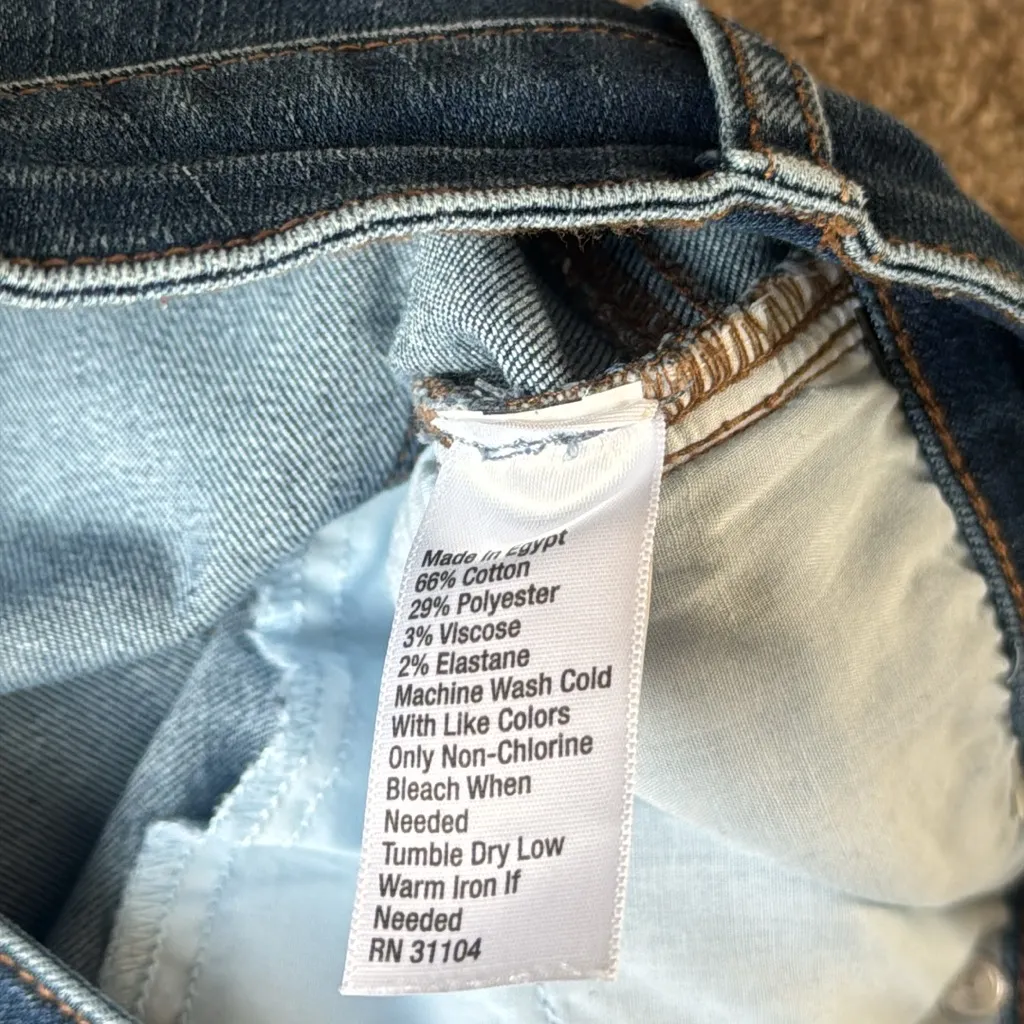 Made in Egypt
66% Cotton
29% Polyester
3% Viscose
2% Elastane
Machine Wash Cold
With Like Colors
Only Non-Chlorine
Bleach When
Needed
Tumble Dry Low
Warm Iron If
Needed
RN 31104